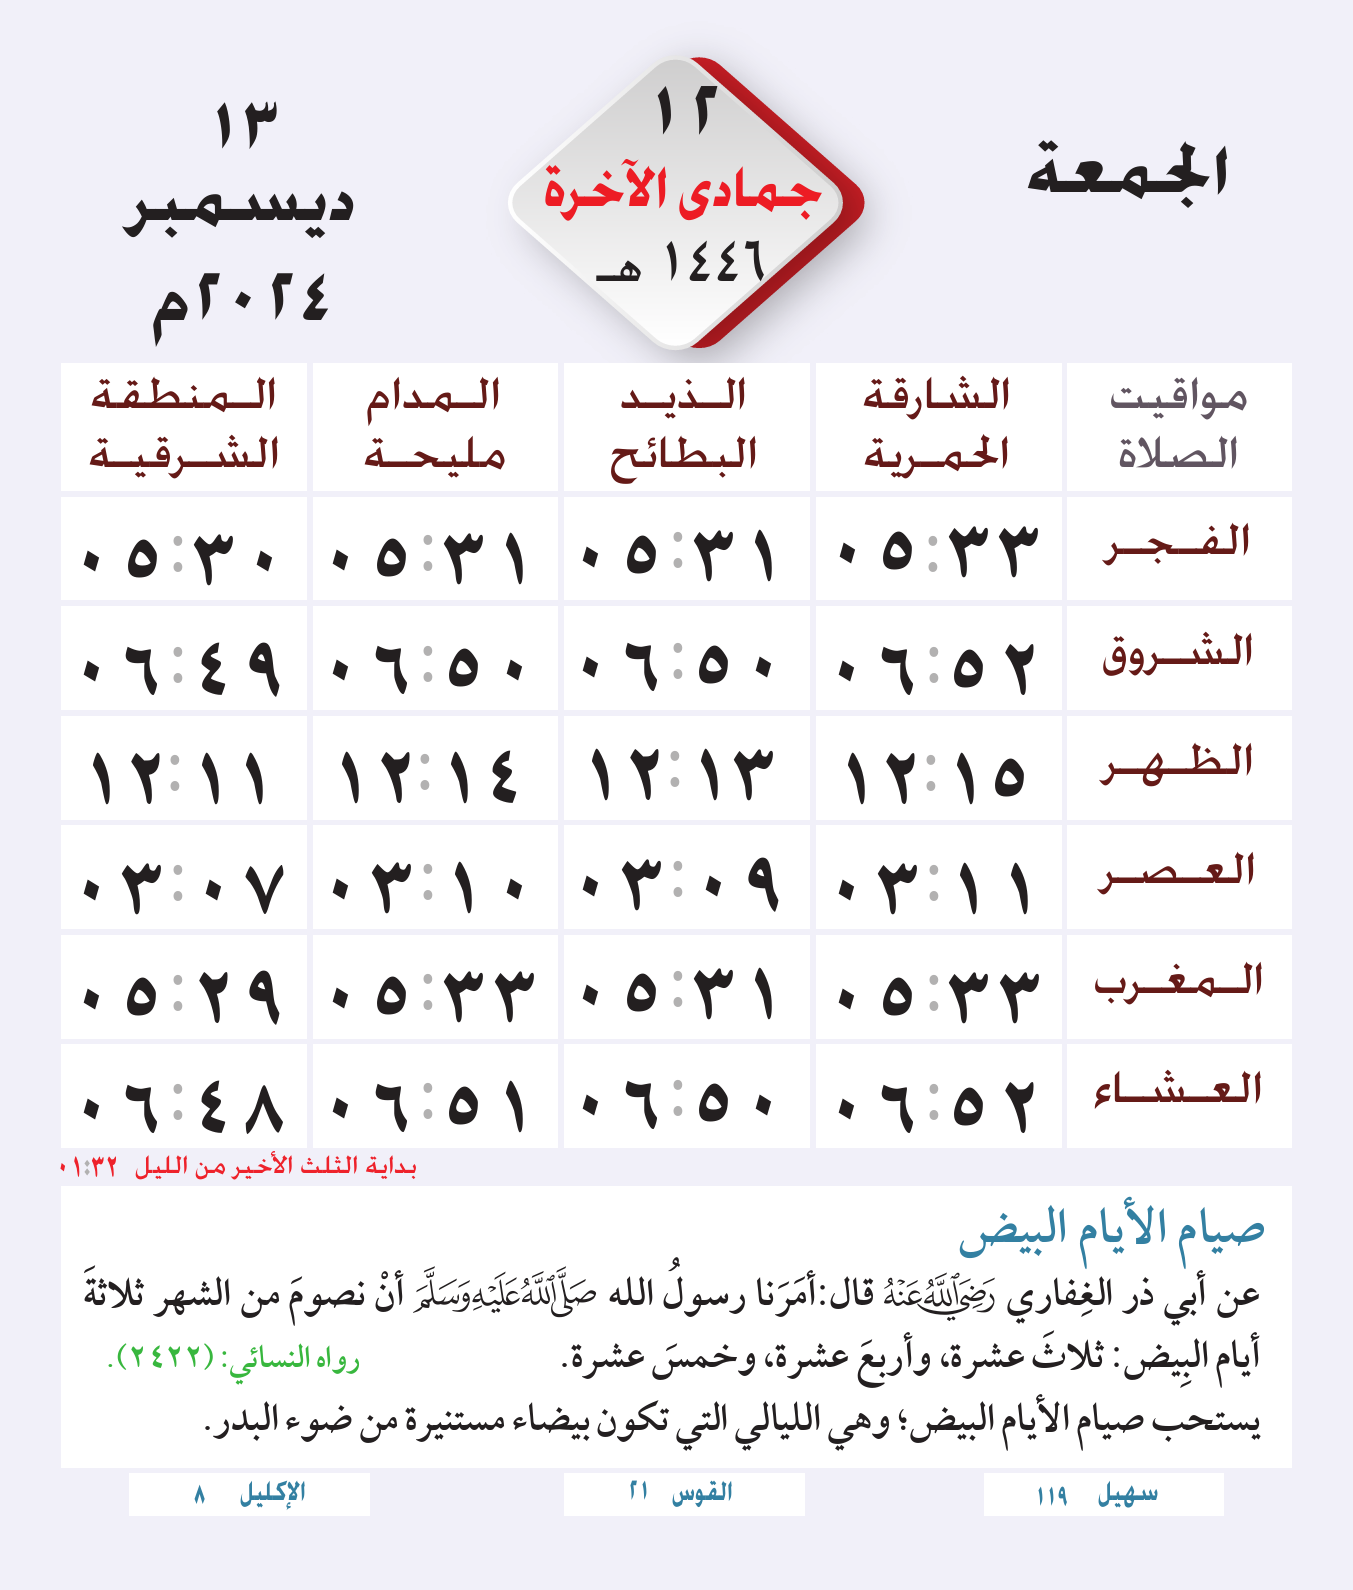 الجمعة
١٢
جمادى الآخرة
١٤٤٦ هـ
١٣
ديسمبر
٢٠٢٤م
مواقيت الصلاة	الشارقة الحمرية	الذيد البطائح	المدام مليحة	المنطقة الشرقية
الفجر	٠٥:٣٣	٠٥:٣١	٠٥:٣١	٠٥:٣٠
الشروق	٠٦:٥٢	٠٦:٥٠	٠٦:٥٠	٠٦:٤٩
الظهر	١٢:١٥	١٢:١٣	١٢:١٤	١٢:١١
العصر	٠٣:١١	٠٣:٠٩	٠٣:١٠	٠٣:٠٧
المغرب	٠٥:٣٣	٠٥:٣١	٠٥:٣٣	٠٥:٢٩
العشاء	٠٦:٥٢	٠٦:٥٠	٠٦:٥١	٠٦:٤٨
بداية الثلث الأخير من الليل ٠١:٣٢
صيام الأيام البيض
عن أبي ذر الغِفاري رَضِيَ اللَّهُ عَنْهُ قال:أمَرَنا رسولُ الله صَلَّى اللَّهُ عَلَيْهِ وَسَلَّمَ أنْ نصومَ من الشهر ثلاثةَ
أيام البِيض: ثلاثَ عشرة، وأربعَ عشرة، وخمسَ عشرة. رواه النسائي: (٢٤٢٢).
يستحب صيام الأيام البيض؛ وهي الليالي التي تكون بيضاء مستنيرة من ضوء البدر.
سهيل ١١٩	القوس ٢١	الإكليل ٨